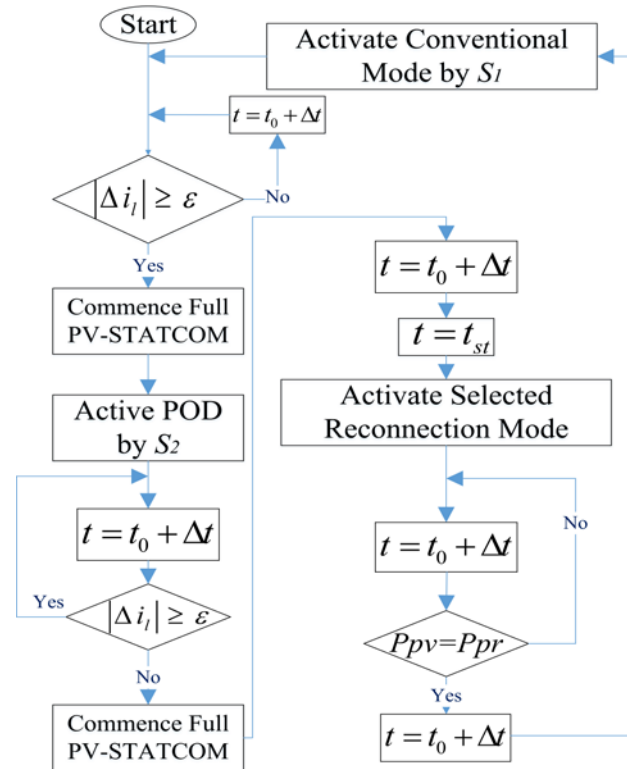 Start
Activate Conventional
Mode by S₁
t = t₀ + Δt
|Δ iₗ| ≥ ε
No
Yes
Commence Full
PV-STATCOM
Active POD
by S₂
t = t₀ + Δt
Yes
|Δ iₗ| ≥ ε
No
Commence Full
PV-STATCOM
t = t₀ + Δt
t = tₛₜ
Activate Selected
Reconnection Mode
No
t = t₀ + Δt
Ppv=Ppr
Yes
t = t₀ + Δt